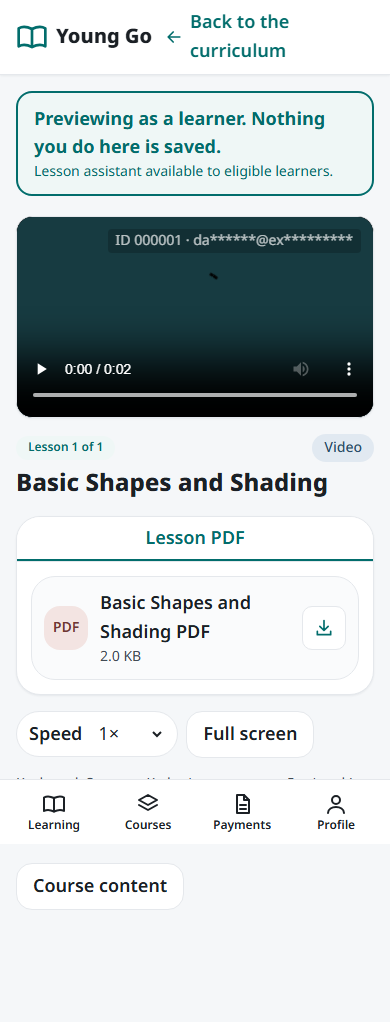 Young Go
← Back to the
curriculum
Previewing as a learner. Nothing
you do here is saved.
Lesson assistant available to eligible learners.
ID 000001 · da******@ex*********
0:00 / 0:02
Lesson 1 of 1
Video
Basic Shapes and Shading
Lesson PDF
PDF
Basic Shapes and
Shading PDF
2.0 KB
Speed 1×
Full screen
Learning
Courses
Payments
Profile
Course content